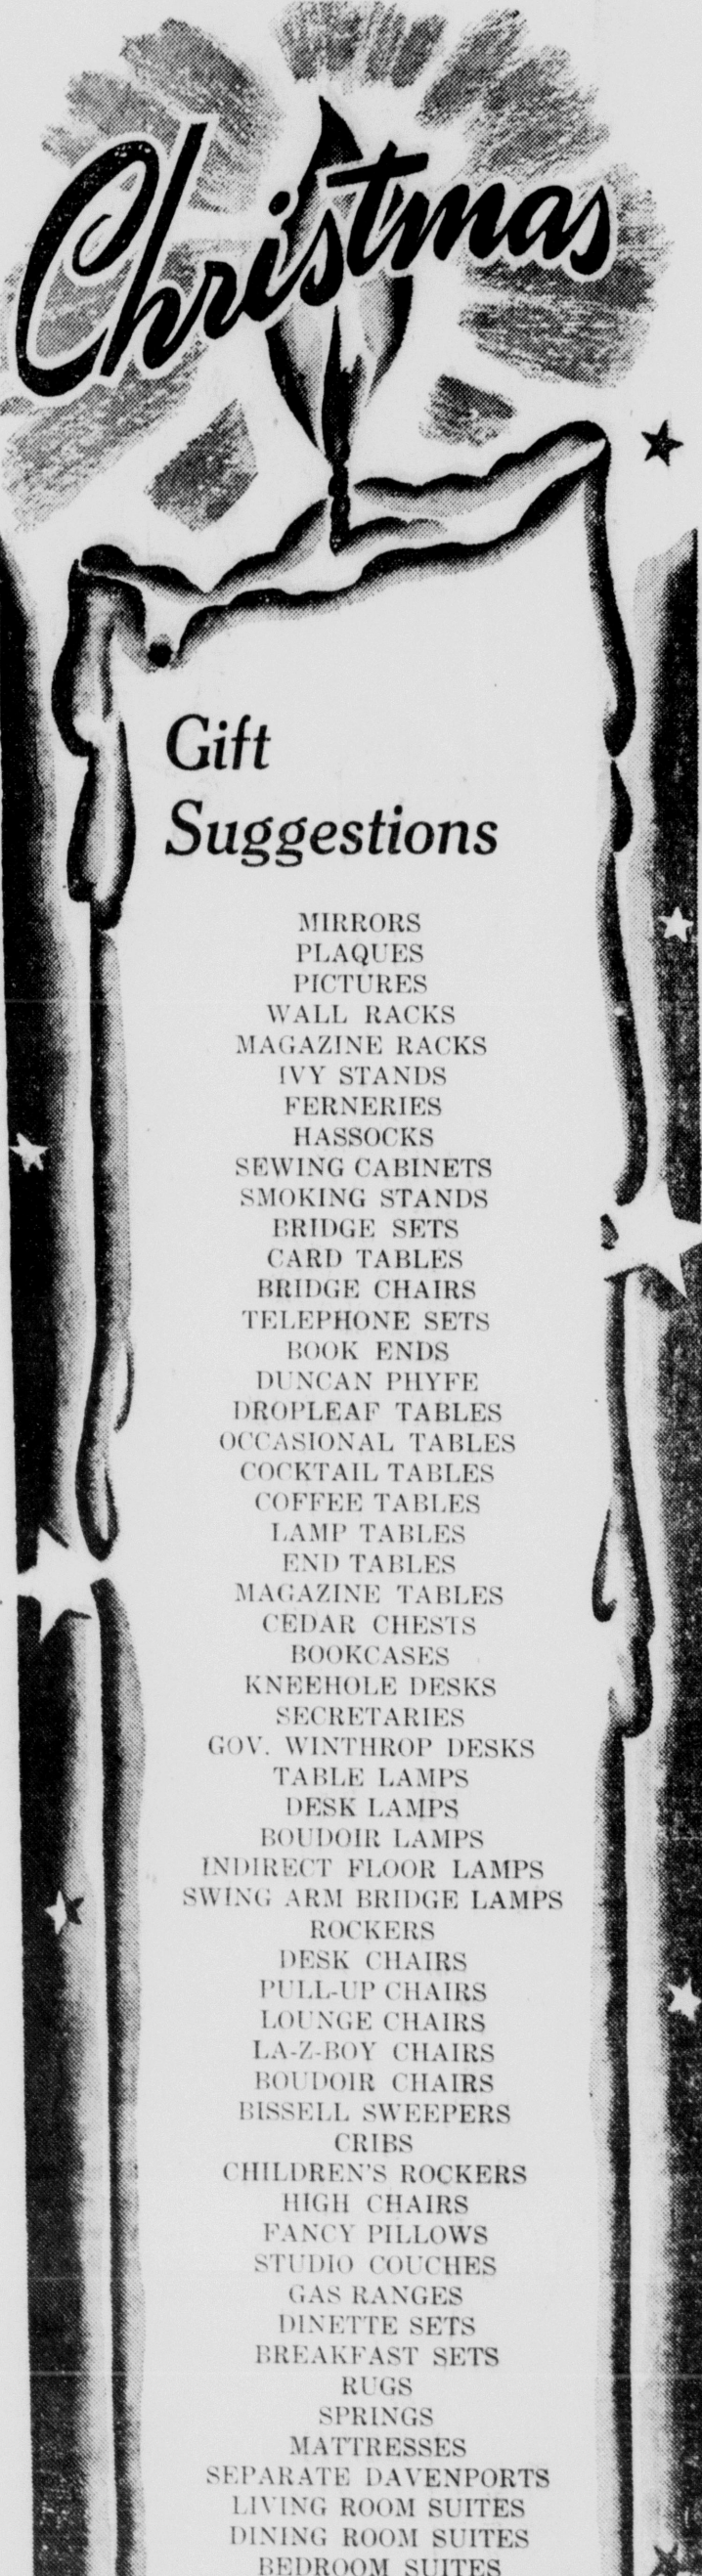 Christmas
Gift
Suggestions
MIRRORS
PLAQUES
PICTURES
WALL RACKS
MAGAZINE RACKS
IVY STANDS
FERNERIES
HASSOCKS
SEWING CABINETS
SMOKING STANDS
BRIDGE SETS
CARD TABLES
BRIDGE CHAIRS
TELEPHONE SETS
BOOK ENDS
DUNCAN PHYFE
DROPLEAF TABLES
OCCASIONAL TABLES
COCKTAIL TABLES
COFFEE TABLES
LAMP TABLES
END TABLES
MAGAZINE TABLES
CEDAR CHESTS
BOOKCASES
KNEEHOLE DESKS
SECRETARIES
GOV. WINTHROP DESKS
TABLE LAMPS
DESK LAMPS
BOUDOIR LAMPS
INDIRECT FLOOR LAMPS
SWING ARM BRIDGE LAMPS
ROCKERS
DESK CHAIRS
PULL-UP CHAIRS
LOUNGE CHAIRS
LA-Z-BOY CHAIRS
BOUDOIR CHAIRS
BISSELL SWEEPERS
CRIBS
CHILDREN'S ROCKERS
HIGH CHAIRS
FANCY PILLOWS
STUDIO COUCHES
GAS RANGES
DINETTE SETS
BREAKFAST SETS
RUGS
SPRINGS
MATTRESSES
SEPARATE DAVENPORTS
LIVING ROOM SUITES
DINING ROOM SUITES
BEDROOM SUITES